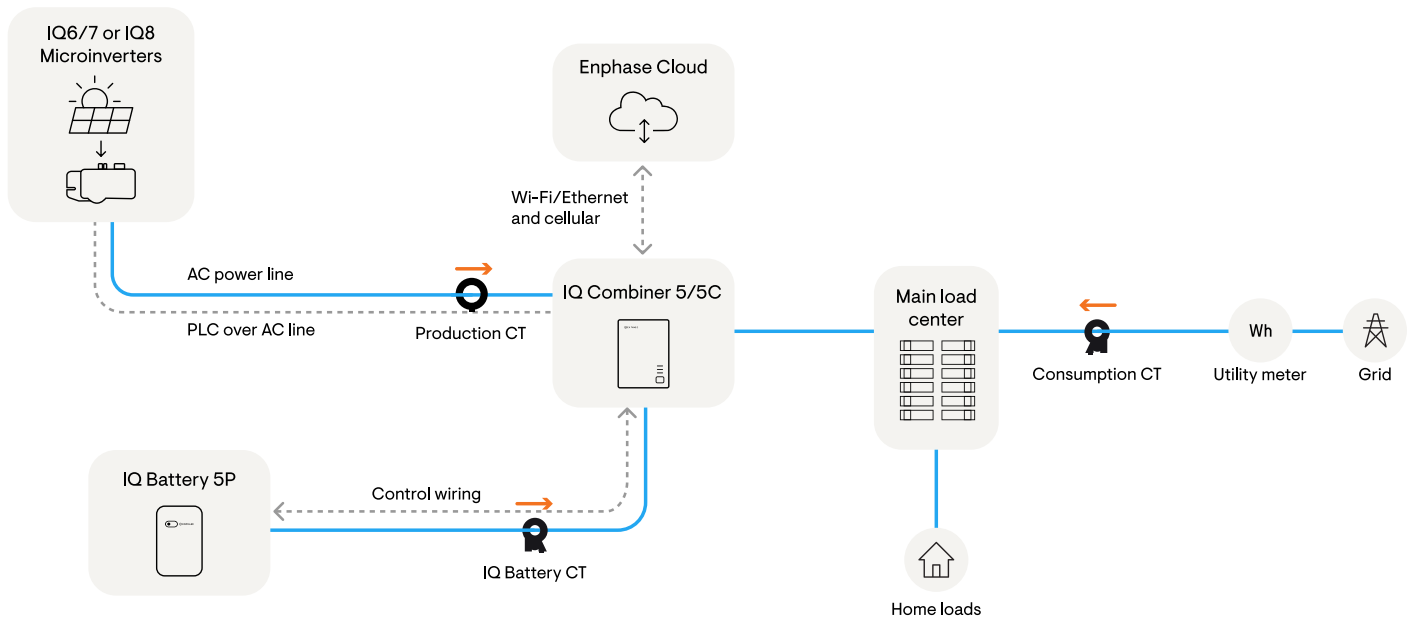 IQ6/7 or IQ8
Microinverters
Enphase Cloud
Wi-Fi/Ethernet
and cellular
AC power line
PLC over AC line
Production CT
IQ Combiner 5/5C
Main load
center
Consumption CT
Wh
Utility meter
Grid
IQ Battery 5P
Control wiring
IQ Battery CT
Home loads